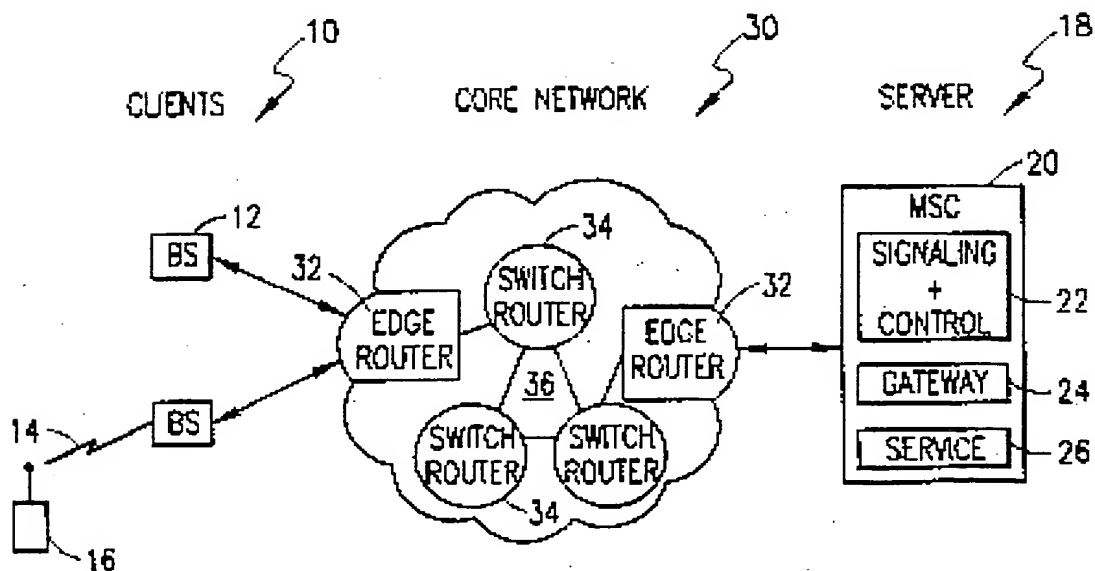 10
30
18
CLIENTS
CORE NETWORK
SERVER
20
MSC
12
BS
34
SIGNALING
+
CONTROL
22
32
SWITCH
ROUTER
32
EDGE
ROUTER
EDGE
ROUTER
36
GATEWAY
24
14
BS
SWITCH
ROUTER
SWITCH
ROUTER
SERVICE
26
34
16